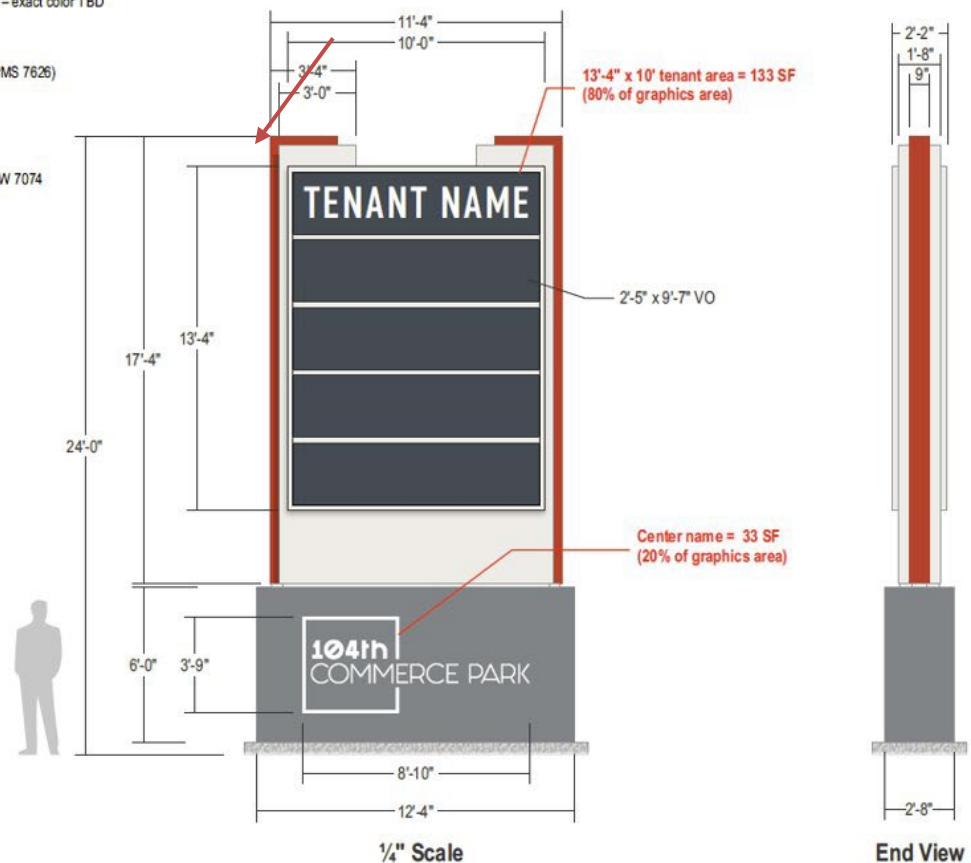 – exact color TBD
PMS 7626)
W 7074
11'-4"
10'-0"
3'-4"
3'-0"
13'-4" x 10' tenant area = 133 SF
(80% of graphics area)
2'-2"
1'-8"
9"
TENANT NAME
2'-5" x 9'-7" VO
13'-4"
17'-4"
24'-0"
Center name = 33 SF
(20% of graphics area)
104th
COMMERCE PARK
6'-0"
3'-9"
8'-10"
12'-4"
2'-8"
¼" Scale
End View